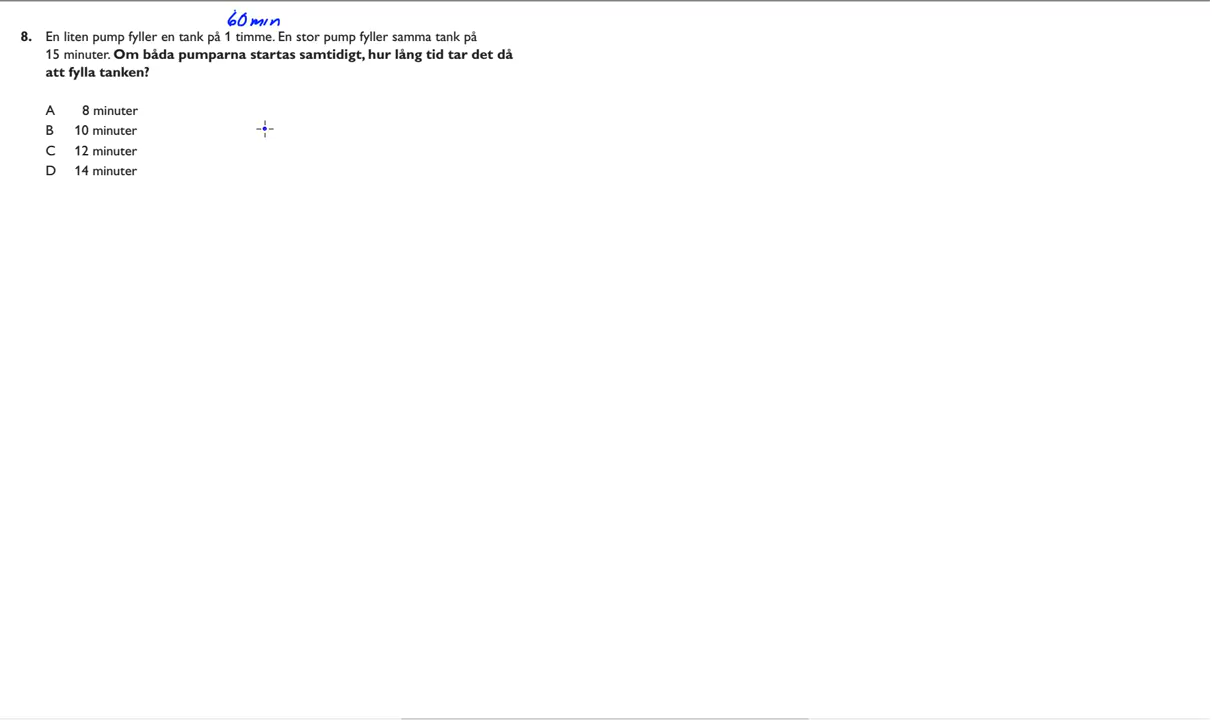 60 min
8. En liten pump fyller en tank på 1 timme. En stor pump fyller samma tank på
15 minuter. Om båda pumparna startas samtidigt, hur lång tid tar det då
att fylla tanken?
A 8 minuter
B 10 minuter
C 12 minuter
D 14 minuter